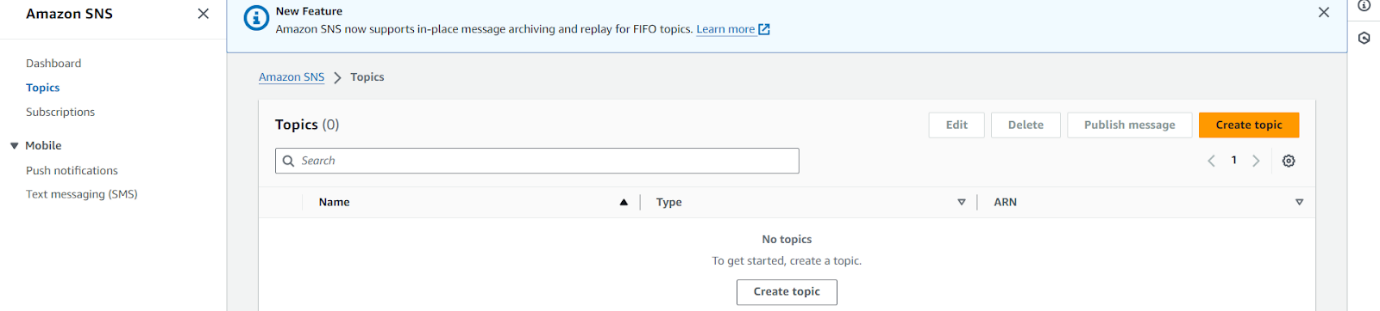 Amazon SNS
Dashboard
Topics
Subscriptions
Mobile
Push notifications
Text messaging (SMS)
New Feature
Amazon SNS now supports in-place message archiving and replay for FIFO topics. Learn more
Amazon SNS > Topics
Topics (0)
Edit
Delete
Publish message
Create topic
Search
1
Name
Type
ARN
No topics
To get started, create a topic.
Create topic